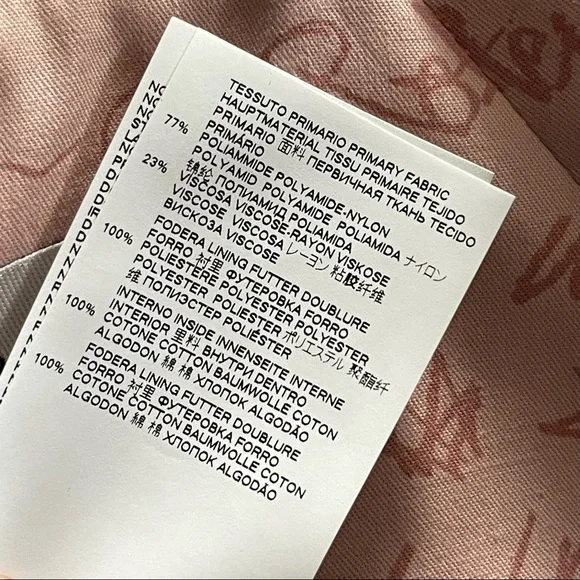 TESSUTO PRIMARIO PRIMARY FABRIC
HAUPTMATERIAL TISSU PRIMAIRE TEJIDO
PRIMARIO 面料 ПЕРВИЧНАЯ ТКАНЬ TECIDO
PRIMÁRIO
77% POLIAMMIDE POLYAMIDE-NYLON
POLYAMID POLYAMIDE POLIAMIDA ナイロン
锦纶 ПОЛИАМИД POLIAMIDA
23% VISCOSA VISCOSE-RAYON VISKOSE
VISCOSE VISCOSA レーヨン 粘胶纤维
ВИСКОЗА VISCOSE
FODERA LINING FUTTER DOUBLURE
FORRO 衬里 ФУТЕРОВКА FORRO
100% POLIESTERE POLYESTER POLYESTER
POLYESTER POLIÉSTER ポリエステル 聚酯纤
维 ПОЛИЭСТЕР POLIÉSTER
INTERNO INSIDE INNENSEITE INTERNE
INTERIOR 里料 ВНУТРИ DENTRO
100% COTONE COTTON BAUMWOLLE COTON
ALGODON 綿 棉 ХЛОПОК ALGODÃO
FODERA LINING FUTTER DOUBLURE
FORRO 衬里 ФУТЕРОВКА FORRO
100% COTONE COTTON BAUMWOLLE COTON
ALGODON 綿 棉 ХЛОПОК ALGODÃO